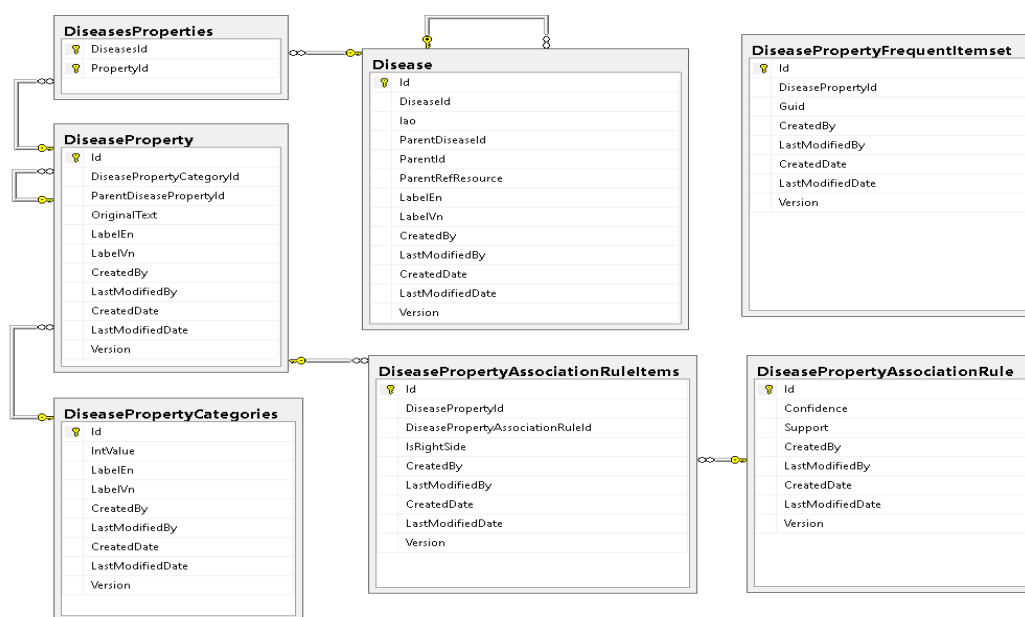 DiseasesProperties
DiseasesId
PropertyId
Disease
Id
DiseaseId
Iao
ParentDiseaseId
ParentId
ParentRefResource
LabelEn
LabelVn
CreatedBy
LastModifiedBy
CreatedDate
LastModifiedDate
Version
DiseasePropertyFrequentItemset
Id
DiseasePropertyId
Guid
CreatedBy
LastModifiedBy
CreatedDate
LastModifiedDate
Version
DiseaseProperty
Id
DiseasePropertyCategoryId
ParentDiseasePropertyId
OriginalText
LabelEn
LabelVn
CreatedBy
LastModifiedBy
CreatedDate
LastModifiedDate
Version
DiseasePropertyCategories
Id
IntValue
LabelEn
LabelVn
CreatedBy
LastModifiedBy
CreatedDate
LastModifiedDate
Version
DiseasePropertyAssociationRuleItems
Id
DiseasePropertyId
DiseasePropertyAssociationRuleId
IsRightSide
CreatedBy
LastModifiedBy
CreatedDate
LastModifiedDate
Version
DiseasePropertyAssociationRule
Id
Confidence
Support
CreatedBy
LastModifiedBy
CreatedDate
LastModifiedDate
Version